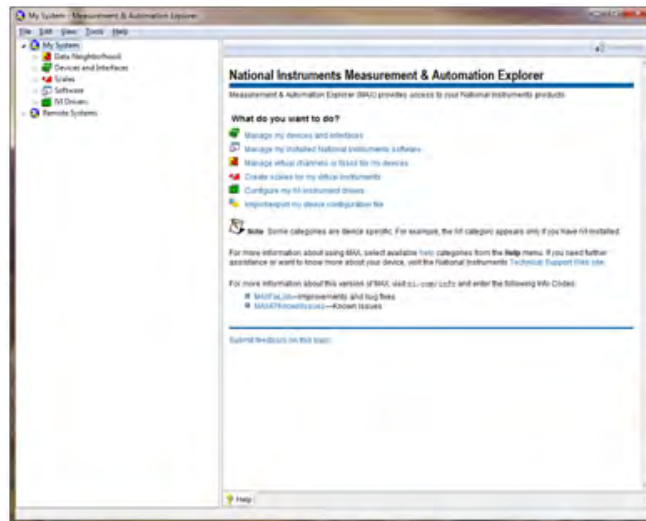 My System - Measurement & Automation Explorer
File Edit View Tools Help
My System
Data Neighborhood
Devices and Interfaces
Scales
Software
IVI Drivers
Remote Systems
National Instruments Measurement & Automation Explorer
Measurement & Automation Explorer (MAX) provides access to your National Instruments products.
What do you want to do?
Manage my devices and interfaces
Manage my installed National Instruments software
Manage virtual channels or tasks for my devices
Create scales for my virtual instruments
Configure my IVI instrument drivers
Import/export my device configuration file
Note Some categories are device specific. For example, the IVI category appears only if you have IVI installed.
For more information about using MAX, select available help categories from the Help menu. If you need further
assistance or want to know more about your device, visit the National Instruments Technical Support Web site.
For more information about this version of MAX, visit ni.com/info and enter the following Info Codes:
—Improvements and bug fixes
—Known issues
Submit feedback on this topic
Help